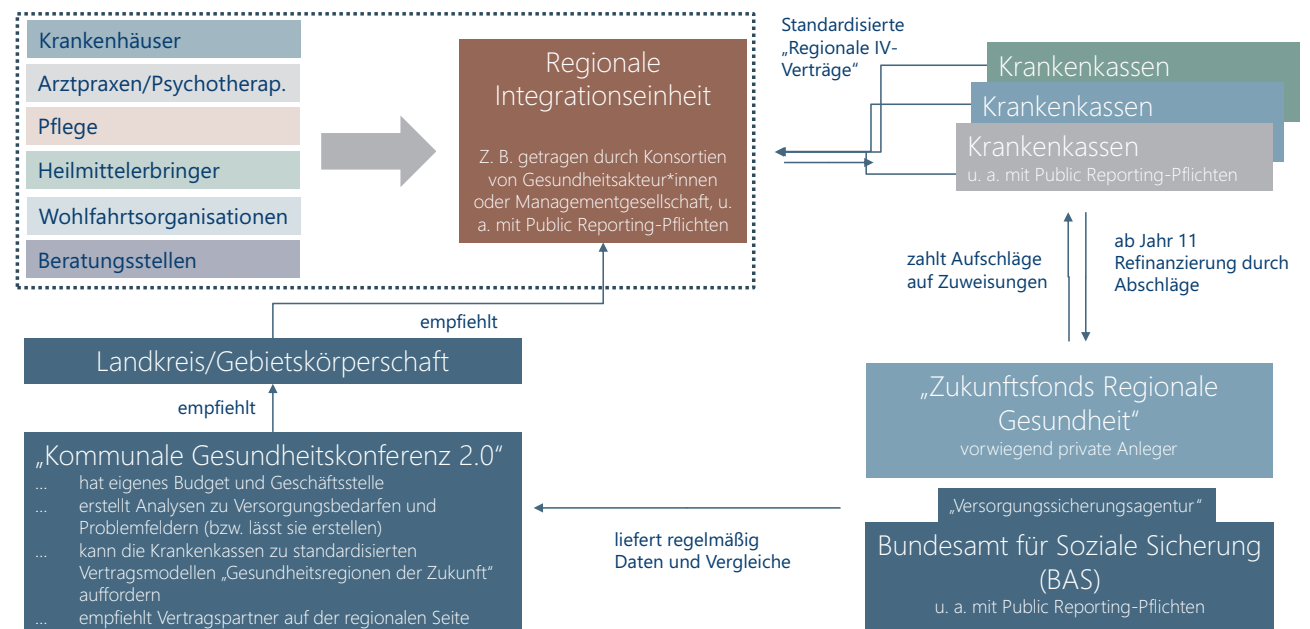 Krankenhäuser
Arztpraxen/Psychotherap.
Pflege
Heilmittelerbringer
Wohlfahrtsorganisationen
Beratungsstellen
Regionale
Integrationseinheit
Z. B. getragen durch Konsortien
von Gesundheitsakteur*innen
oder Managementgesellschaft, u.
a. mit Public Reporting-Pflichten
Standardisierte
„Regionale IV-
Verträge“
Krankenkassen
Krankenkassen
Krankenkassen
u. a. mit Public Reporting-Pflichten
zahlt Aufschläge
auf Zuweisungen
ab Jahr 11
Refinanzierung durch
Abschläge
empfiehlt
Landkreis/Gebietskörperschaft
empfiehlt
„Kommunale Gesundheitskonferenz 2.0“
... hat eigenes Budget und Geschäftsstelle
... erstellt Analysen zu Versorgungsbedarfen und
Problemfeldern (bzw. lässt sie erstellen)
... kann die Krankenkassen zu standardisierten
Vertragsmodellen „Gesundheitsregionen der Zukunft“
auffordern
... empfiehlt Vertragspartner auf der regionalen Seite
liefert regelmäßig
Daten und Vergleiche
„Zukunftsfonds Regionale
Gesundheit“
vorwiegend private Anleger
„Versorgungssicherungsagentur“
Bundesamt für Soziale Sicherung
(BAS)
u. a. mit Public Reporting-Pflichten